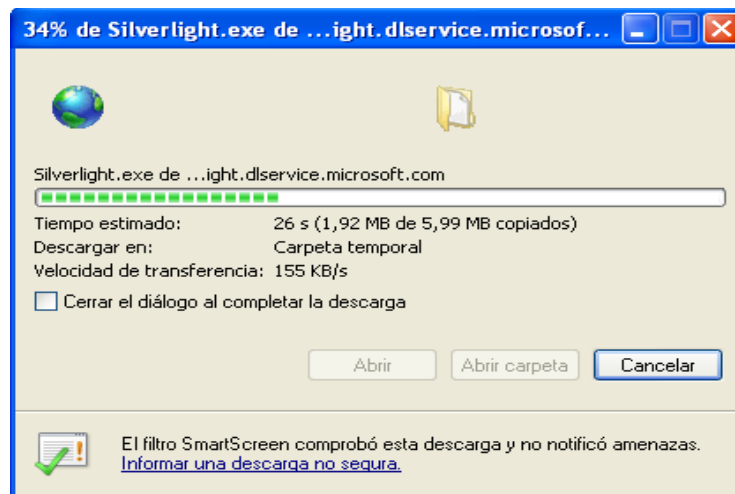 34% de Silverlight.exe de ...ight.dlservice.microsof...
Silverlight.exe de ...ight.dlservice.microsoft.com
Tiempo estimado: 26 s (1,92 MB de 5,99 MB copiados)
Descargar en: Carpeta temporal
Velocidad de transferencia: 155 KB/s
Cerrar el diálogo al completar la descarga
Abrir Abrir carpeta Cancelar
El filtro SmartScreen comprobó esta descarga y no notificó amenazas.
Informar una descarga no segura.